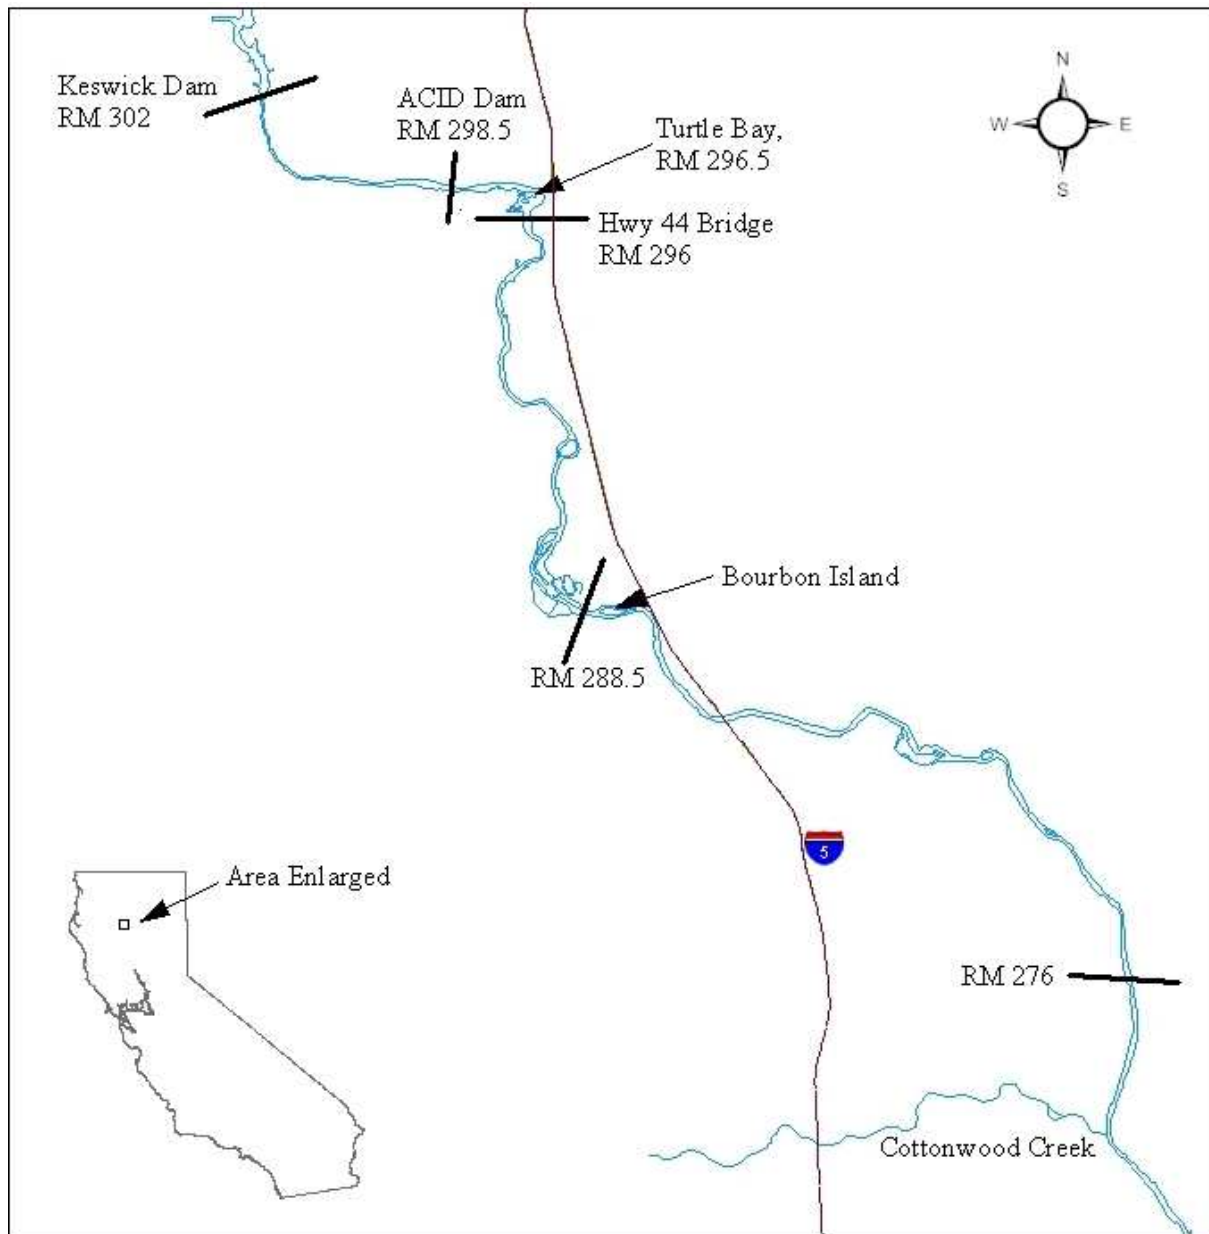 Keswick Dam
RM 302
ACID Dam
RM 298.5
Turtle Bay,
RM 296.5
N
W
E
S
Hwy 44 Bridge
RM 296
Bourbon Island
RM 288.5
5
Area Enlarged
RM 276
Cottonwood Creek